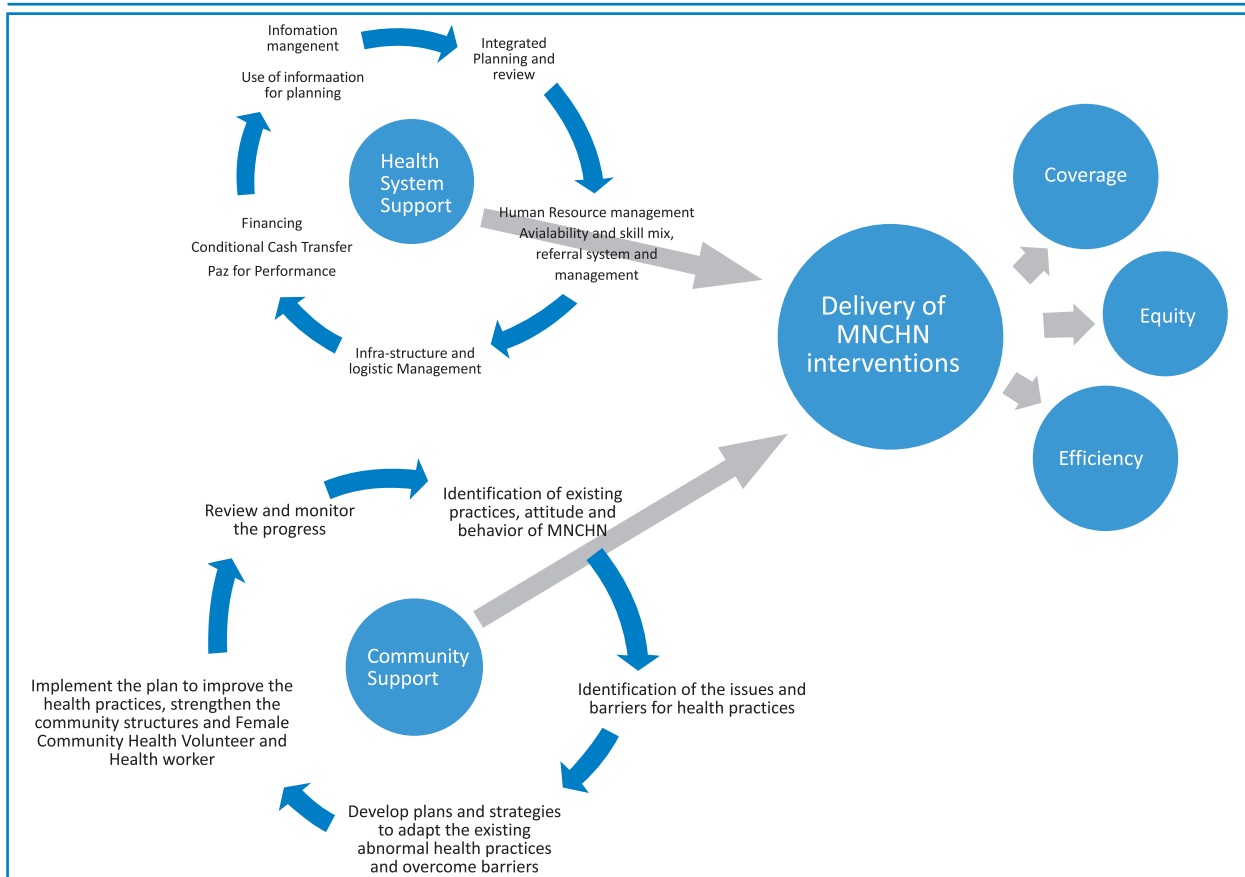 Infomation
mangenent
Integrated
Planning and
review
Use of informaation
for planning
Health
System
Support
Human Resource management
Avialability and skill mix,
referral system and
management
Financing
Conditional Cash Transfer
Paz for Performance
Infra-structure and
logistic Management
Delivery of
MNCHN
interventions
Coverage
Equity
Efficiency
Review and monitor
the progress
Identification of existing
practices, attitude and
behavior of MNCHN
Community
Support
Identification of the issues and
barriers for health practices
Implement the plan to improve the
health practices, strengthen the
community structures and Female
Community Health Volunteer and
Health worker
Develop plans and strategies
to adapt the existing
abnormal health practices
and overcome barriers